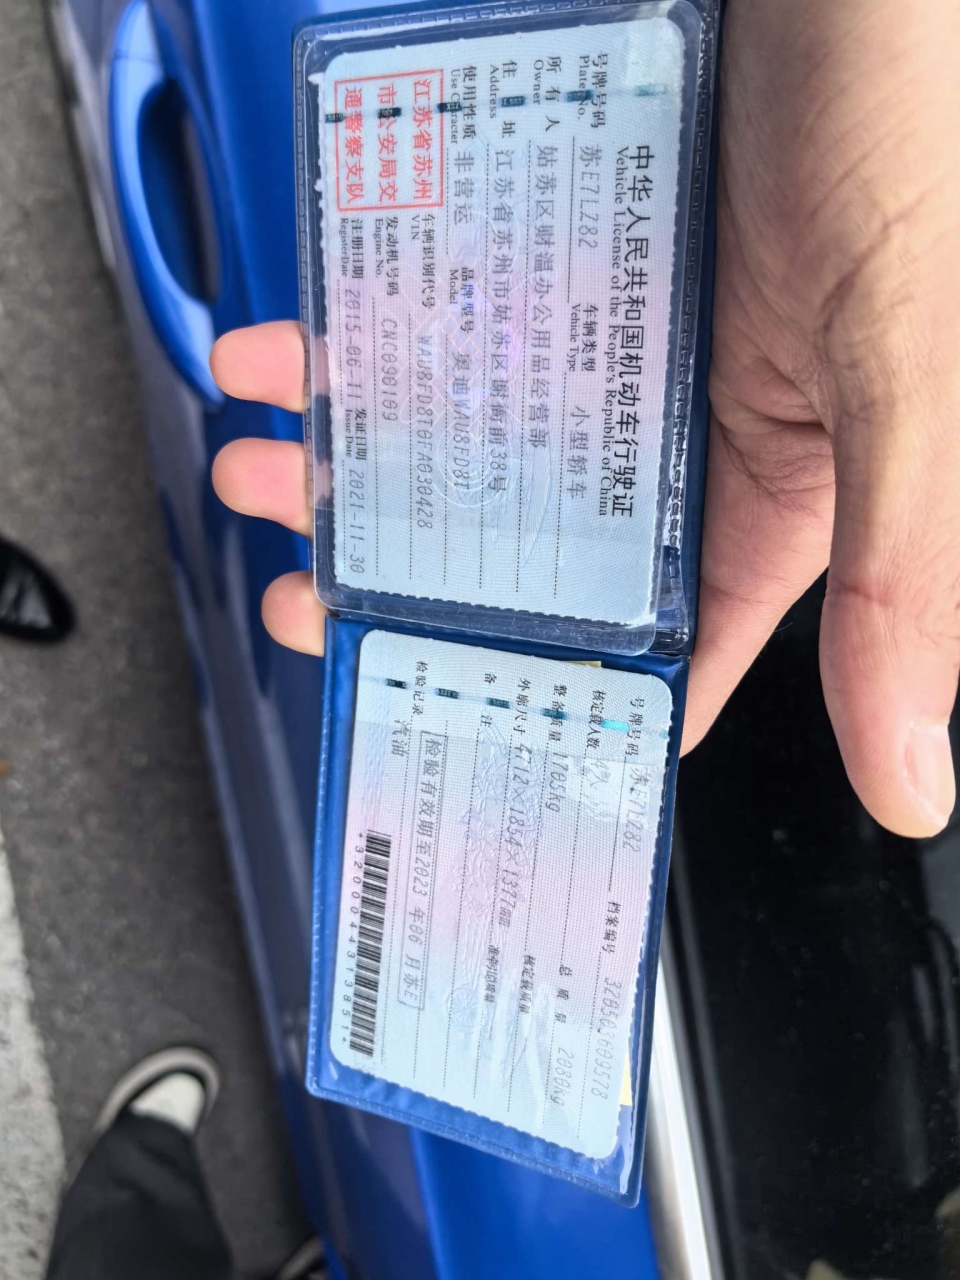 中华人民共和国机动车行驶证
Vehicle License of the People's Republic of China
号牌号码 苏E7LZ82 车辆类型 小型轿车
Plate No. Vehicle Type
所有人 姑苏区财温办公用品经营部
Owner
住址 江苏省苏州市姑苏区谢衙前38号
Address
使用性质 非营运 品牌型号 奥迪WAU8FD8T
Use Character Model
江苏省苏州
市公安局交
通警察支队
车辆识别代号 WAU8FD8T0FA030428
VIN
发动机号码 CNC090109
Engine No.
注册日期 2015-06-11 发证日期 2021-11-30
Register Date Issue Date
号牌号码 苏E7LZ82 档案编号
核定载人数 4人 总质量 2080kg
整备质量 1705kg 核定载质量
外廓尺寸 4712×1854×1377mm 准牵引总质量
备注
检验有效期至2023年06月苏E
检验记录 汽油
*3200044313851*